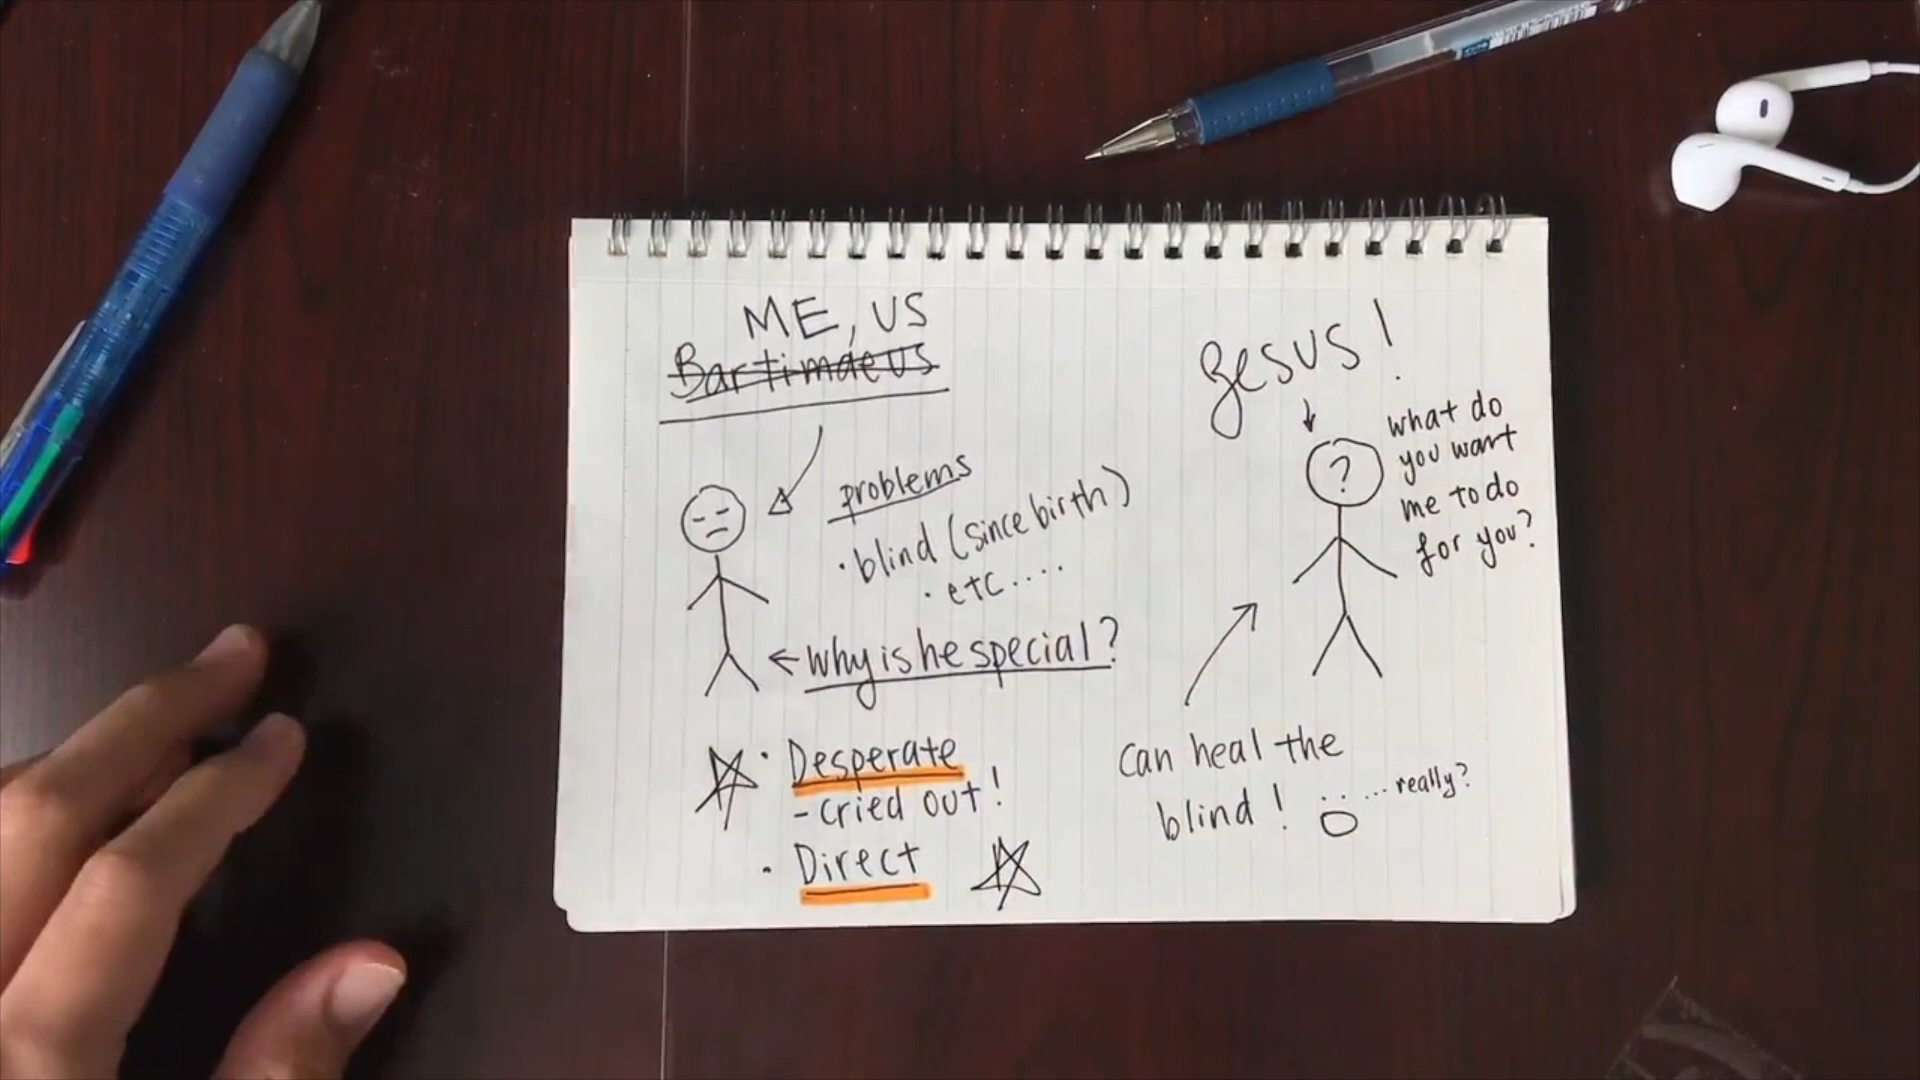 ME, US
Bartimaeus
problems
• blind (since birth)
• etc....
← why is he special?
• Desperate
- cried out!
• Direct
Jesus!
what do
you want
me to do
for you?
?
can heal the
blind! .... really?